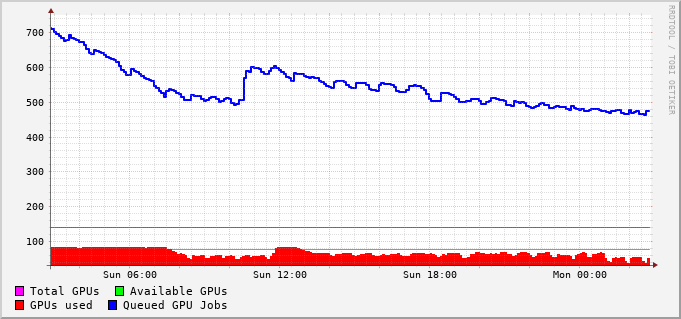 RRDTOOL / TOBI OETIKER
700
600
500
400
300
200
100
Sun 06:00 Sun 12:00 Sun 18:00 Mon 00:00
Total GPUs Available GPUs
GPUs used Queued GPU Jobs